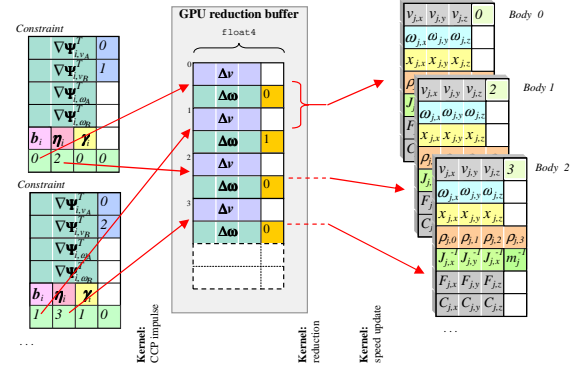 Constraint
∇Ψ^T_{i,v_A} 0
∇Ψ^T_{i,v_B} 1
∇Ψ^T_{i,ω_A}
∇Ψ^T_{i,ω_B}
b_i η_i γ_i
0 2 0 0
Constraint
∇Ψ^T_{i,v_A} 0
∇Ψ^T_{i,v_B} 2
∇Ψ^T_{i,ω_A}
∇Ψ^T_{i,ω_B}
b_i η_i γ_i
1 3 1 0
...
GPU reduction buffer
float4
0
Δv
Δω 0
1
Δv
Δω 1
2
Δv
Δω 0
3
Δv
Δω 0
Kernel:
CCP impulse
Kernel:
reduction
Kernel:
speed update
Body 0
v_{j,x} v_{j,y} v_{j,z} 0
ω_{j,x} ω_{j,y} ω_{j,z}
x_{j,x} x_{j,y} x_{j,z}
Body 1
v_{j,x} v_{j,y} v_{j,z} 2
ω_{j,x} ω_{j,y} ω_{j,z}
x_{j,x} x_{j,y} x_{j,z}
Body 2
v_{j,x} v_{j,y} v_{j,z} 3
ω_{j,x} ω_{j,y} ω_{j,z}
x_{j,x} x_{j,y} x_{j,z}
ρ_{j,0} ρ_{j,1} ρ_{j,2} ρ_{j,3}
J^{-1}_{j,x} J^{-1}_{j,y} J^{-1}_{j,x} m^{-1}_j
F_{j,x} F_{j,y} F_{j,z}
C_{j,x} C_{j,y} C_{j,z}
...